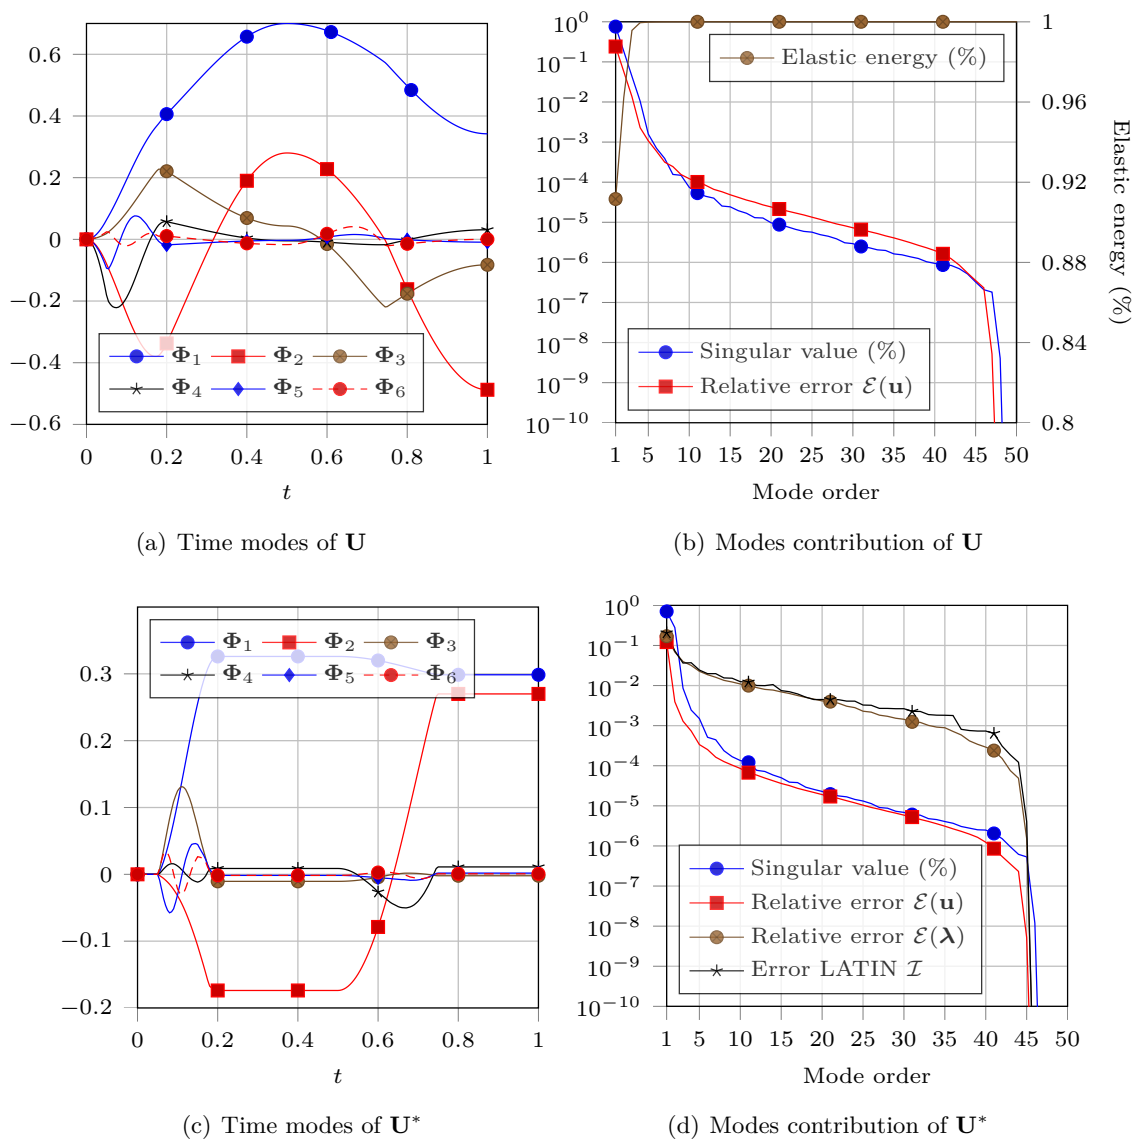 0.6
0.4
0.2
0
−0.2
−0.4
−0.6
0 0.2 0.4 0.6 0.8 1
t
Φ1 Φ2 Φ3
Φ4 Φ5 Φ6
(a) Time modes of U
10^0
10^−1
10^−2
10^−3
10^−4
10^−5
10^−6
10^−7
10^−8
10^−9
10^−10
1 5 10 15 20 25 30 35 40 45 50
Mode order
1
0.96
0.92
0.88
0.84
0.8
Elastic energy (%)
Elastic energy (%)
Singular value (%)
Relative error ℰ(u)
(b) Modes contribution of U
0.3
0.2
0.1
0
−0.1
−0.2
0 0.2 0.4 0.6 0.8 1
t
Φ1 Φ2 Φ3
Φ4 Φ5 Φ6
(c) Time modes of U*
10^0
10^−1
10^−2
10^−3
10^−4
10^−5
10^−6
10^−7
10^−8
10^−9
10^−10
1 5 10 15 20 25 30 35 40 45 50
Mode order
Singular value (%)
Relative error ℰ(u)
Relative error ℰ(λ)
Error LATIN ℐ
(d) Modes contribution of U*